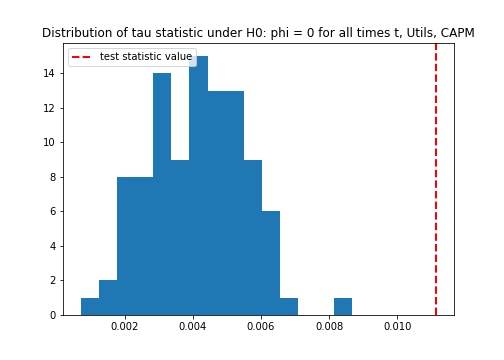 Distribution of tau statistic under H0: phi = 0 for all times t, Utils, CAPM
test statistic value
14
12
10
8
6
4
2
0
0.002 0.004 0.006 0.008 0.010